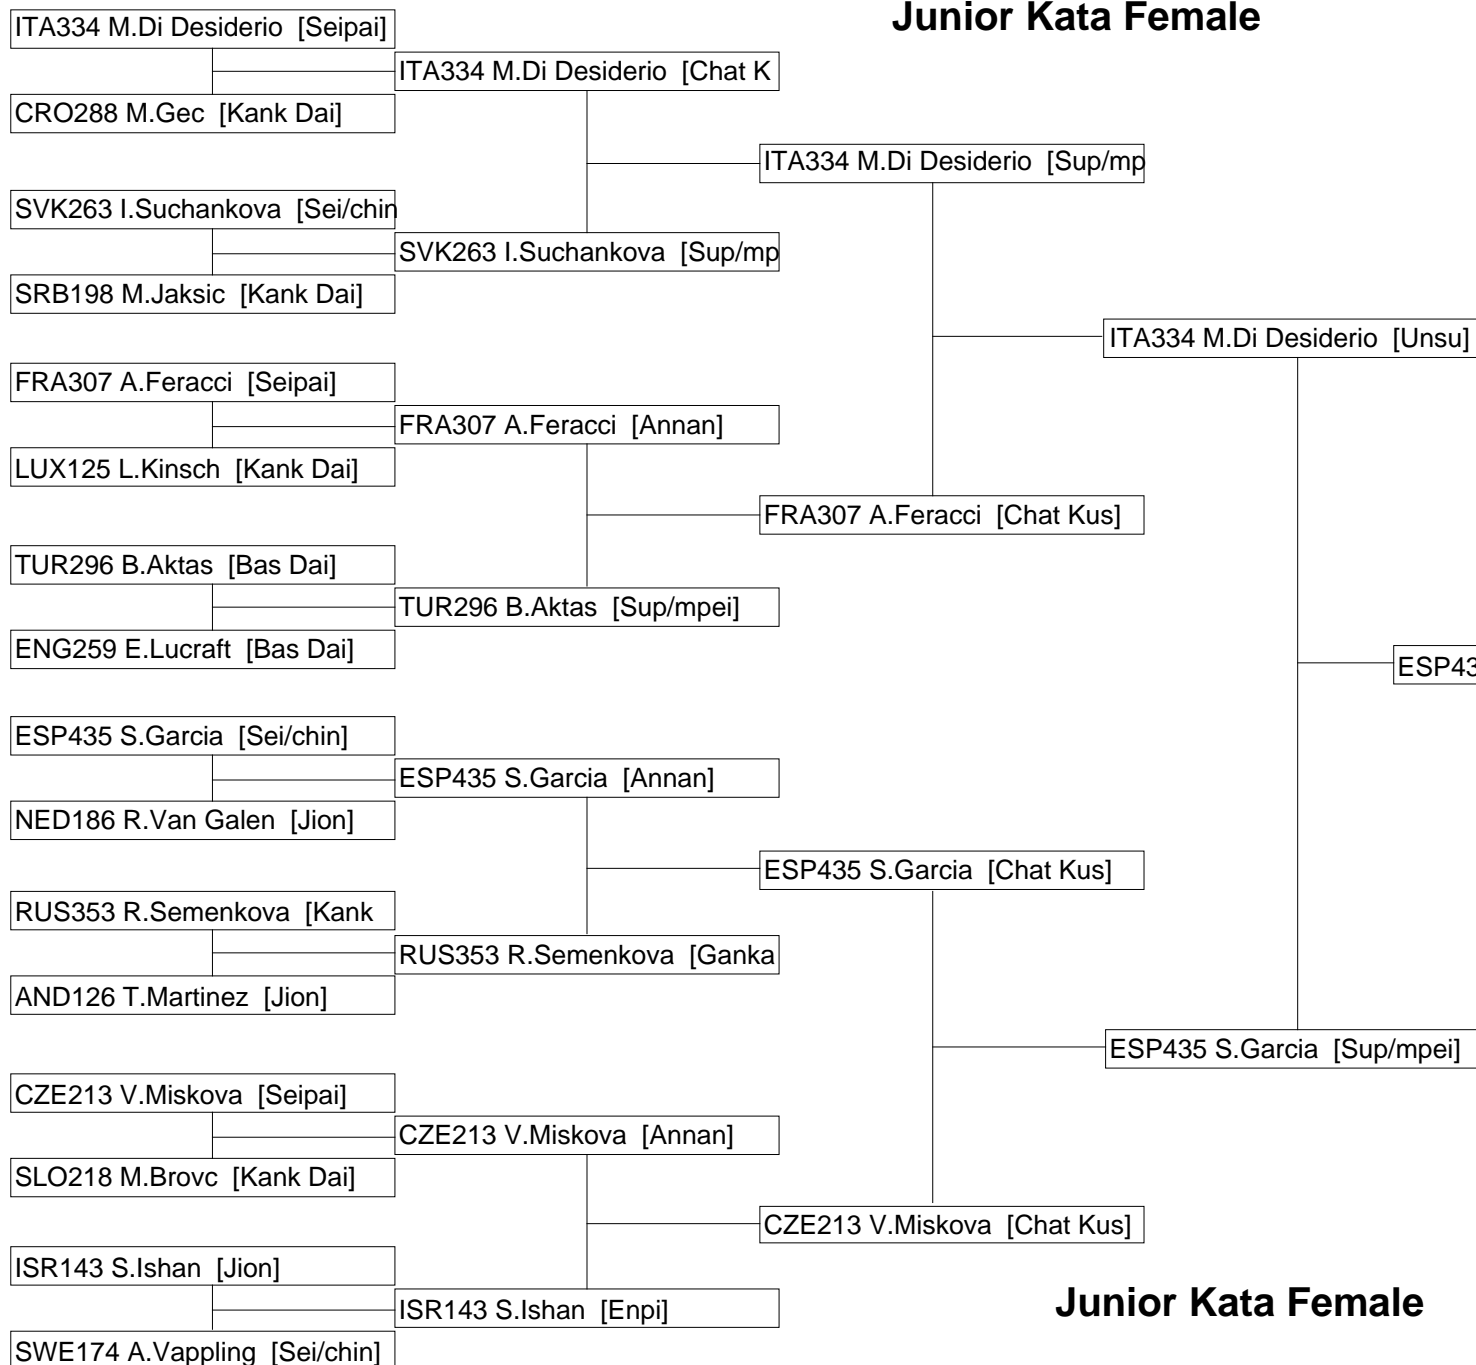 Junior Kata Female
ITA334 M.Di Desiderio [Seipai]
CRO288 M.Gec [Kank Dai]
SVK263 I.Suchankova [Sei/chin
SRB198 M.Jaksic [Kank Dai]
FRA307 A.Feracci [Seipai]
LUX125 L.Kinsch [Kank Dai]
TUR296 B.Aktas [Bas Dai]
ENG259 E.Lucraft [Bas Dai]
ESP435 S.Garcia [Sei/chin]
NED186 R.Van Galen [Jion]
RUS353 R.Semenkova [Kank
AND126 T.Martinez [Jion]
CZE213 V.Miskova [Seipai]
SLO218 M.Brovc [Kank Dai]
ISR143 S.Ishan [Jion]
SWE174 A.Vappling [Sei/chin]
ITA334 M.Di Desiderio [Chat K
SVK263 I.Suchankova [Sup/mp
FRA307 A.Feracci [Annan]
TUR296 B.Aktas [Sup/mpei]
ESP435 S.Garcia [Annan]
RUS353 R.Semenkova [Ganka
CZE213 V.Miskova [Annan]
ISR143 S.Ishan [Enpi]
ITA334 M.Di Desiderio [Sup/mp
FRA307 A.Feracci [Chat Kus]
ESP435 S.Garcia [Chat Kus]
CZE213 V.Miskova [Chat Kus]
ITA334 M.Di Desiderio [Unsu]
ESP435 S.Garcia [Sup/mpei]
ESP43
Junior Kata Female